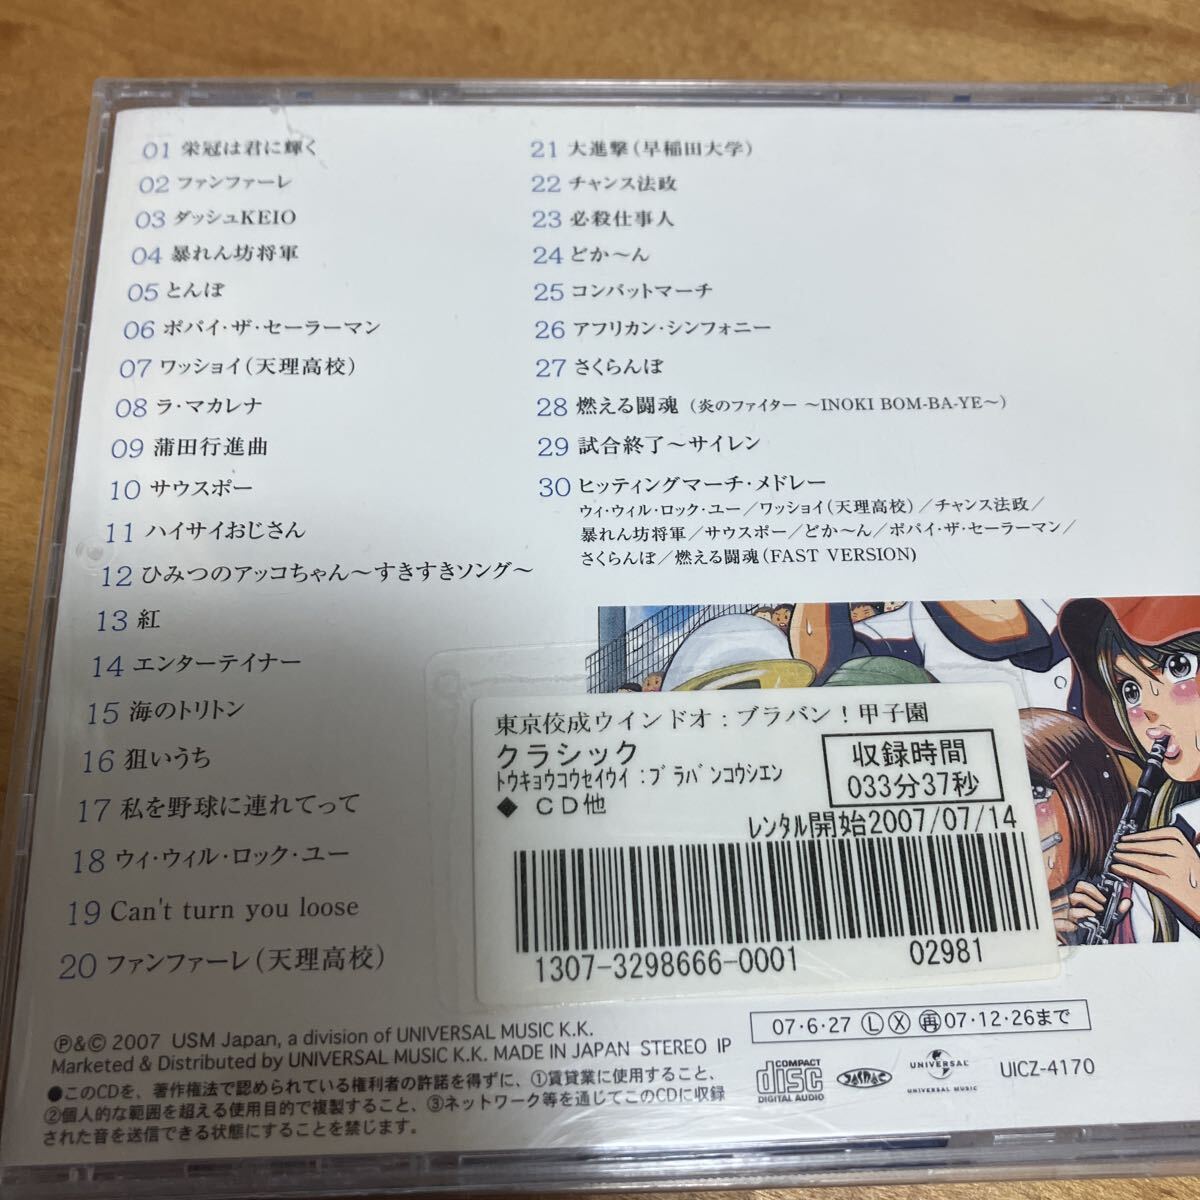 01 栄冠は君に輝く
02 ファンファーレ
03 ダッシュKEIO
04 暴れん坊将軍
05 とんぼ
06 ポパイ・ザ・セーラーマン
07 ワッショイ(天理高校)
08 ラ・マカレナ
09 蒲田行進曲
10 サウスポー
11 ハイサイおじさん
12 ひみつのアッコちゃん〜すきすきソング〜
13 紅
14 エンターテイナー
15 海のトリトン
16 狙いうち
17 私を野球に連れてって
18 ウィ・ウィル・ロック・ユー
19 Can't turn you loose
20 ファンファーレ(天理高校)
21 大進撃(早稲田大学)
22 チャンス法政
23 必殺仕事人
24 どか〜ん
25 コンバットマーチ
26 アフリカン・シンフォニー
27 さくらんぼ
28 燃える闘魂 (炎のファイター 〜INOKI BOM-BA-YE〜)
29 試合終了〜サイレン
30 ヒッティングマーチ・メドレー
ウィ・ウィル・ロック・ユー/ワッショイ(天理高校)/チャンス法政/
暴れん坊将軍/サウスポー/どか〜ん/ポパイ・ザ・セーラーマン/
さくらんぼ/燃える闘魂(FAST VERSION)
東京佼成ウインドオ:ブラバン!甲子園
クラシック
トウキョウコウセイウイ:ブラバンコウシエン
◆CD他
収録時間
033分37秒
レンタル開始2007/07/14
1307-3298666-0001
02981
Ⓟ&© 2007 USM Japan, a division of UNIVERSAL MUSIC K.K.
Marketed & Distributed by UNIVERSAL MUSIC K.K. MADE IN JAPAN STEREO IP
●このCDを、著作権法で認められている権利者の許諾を得ずに、①賃貸業に使用すること、
②個人的な範囲を超える使用目的で複製すること、③ネットワーク等を通じてこのCDに収録
された音を送信できる状態にすることを禁じます。
07・6・27 Ⓛ Ⓧ ㊢07・12・26まで
COMPACT
disc
DIGITAL AUDIO
JASRAC
UNIVERSAL
UNIVERSAL MUSIC
UICZ-4170